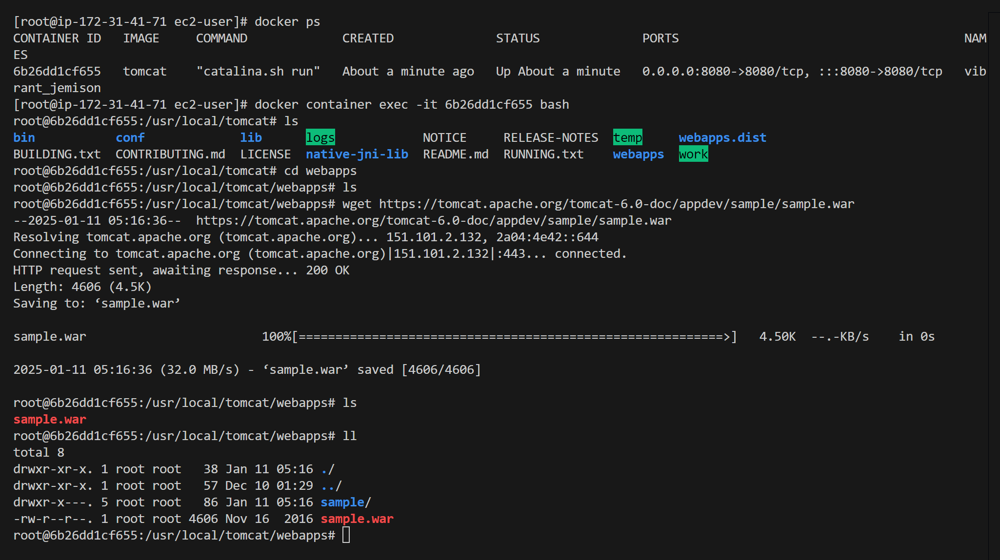 [root@ip-172-31-41-71 ec2-user]# docker ps
CONTAINER ID   IMAGE     COMMAND             CREATED              STATUS              PORTS                                       NAM
ES
6b26dd1cf655   tomcat    "catalina.sh run"   About a minute ago   Up About a minute   0.0.0.0:8080->8080/tcp, :::8080->8080/tcp   vib
rant_jemison
[root@ip-172-31-41-71 ec2-user]# docker container exec -it 6b26dd1cf655 bash
root@6b26dd1cf655:/usr/local/tomcat# ls
bin           conf             lib      logs            NOTICE     RELEASE-NOTES  temp     webapps.dist
BUILDING.txt  CONTRIBUTING.md  LICENSE  native-jni-lib  README.md  RUNNING.txt    webapps  work
root@6b26dd1cf655:/usr/local/tomcat# cd webapps
root@6b26dd1cf655:/usr/local/tomcat/webapps# ls
root@6b26dd1cf655:/usr/local/tomcat/webapps# wget https://tomcat.apache.org/tomcat-6.0-doc/appdev/sample/sample.war
--2025-01-11 05:16:36--  https://tomcat.apache.org/tomcat-6.0-doc/appdev/sample/sample.war
Resolving tomcat.apache.org (tomcat.apache.org)... 151.101.2.132, 2a04:4e42::644
Connecting to tomcat.apache.org (tomcat.apache.org)|151.101.2.132|:443... connected.
HTTP request sent, awaiting response... 200 OK
Length: 4606 (4.5K)
Saving to: ‘sample.war’
sample.war                        100%[==========================================================>]   4.50K  --.-KB/s    in 0s
2025-01-11 05:16:36 (32.0 MB/s) - ‘sample.war’ saved [4606/4606]
root@6b26dd1cf655:/usr/local/tomcat/webapps# ls
sample.war
root@6b26dd1cf655:/usr/local/tomcat/webapps# ll
total 8
drwxr-xr-x. 1 root root   38 Jan 11 05:16 ./
drwxr-xr-x. 1 root root   57 Dec 10 01:29 ../
drwxr-x---. 5 root root   86 Jan 11 05:16 sample/
-rw-r--r--. 1 root root 4606 Nov 16  2016 sample.war
root@6b26dd1cf655:/usr/local/tomcat/webapps#